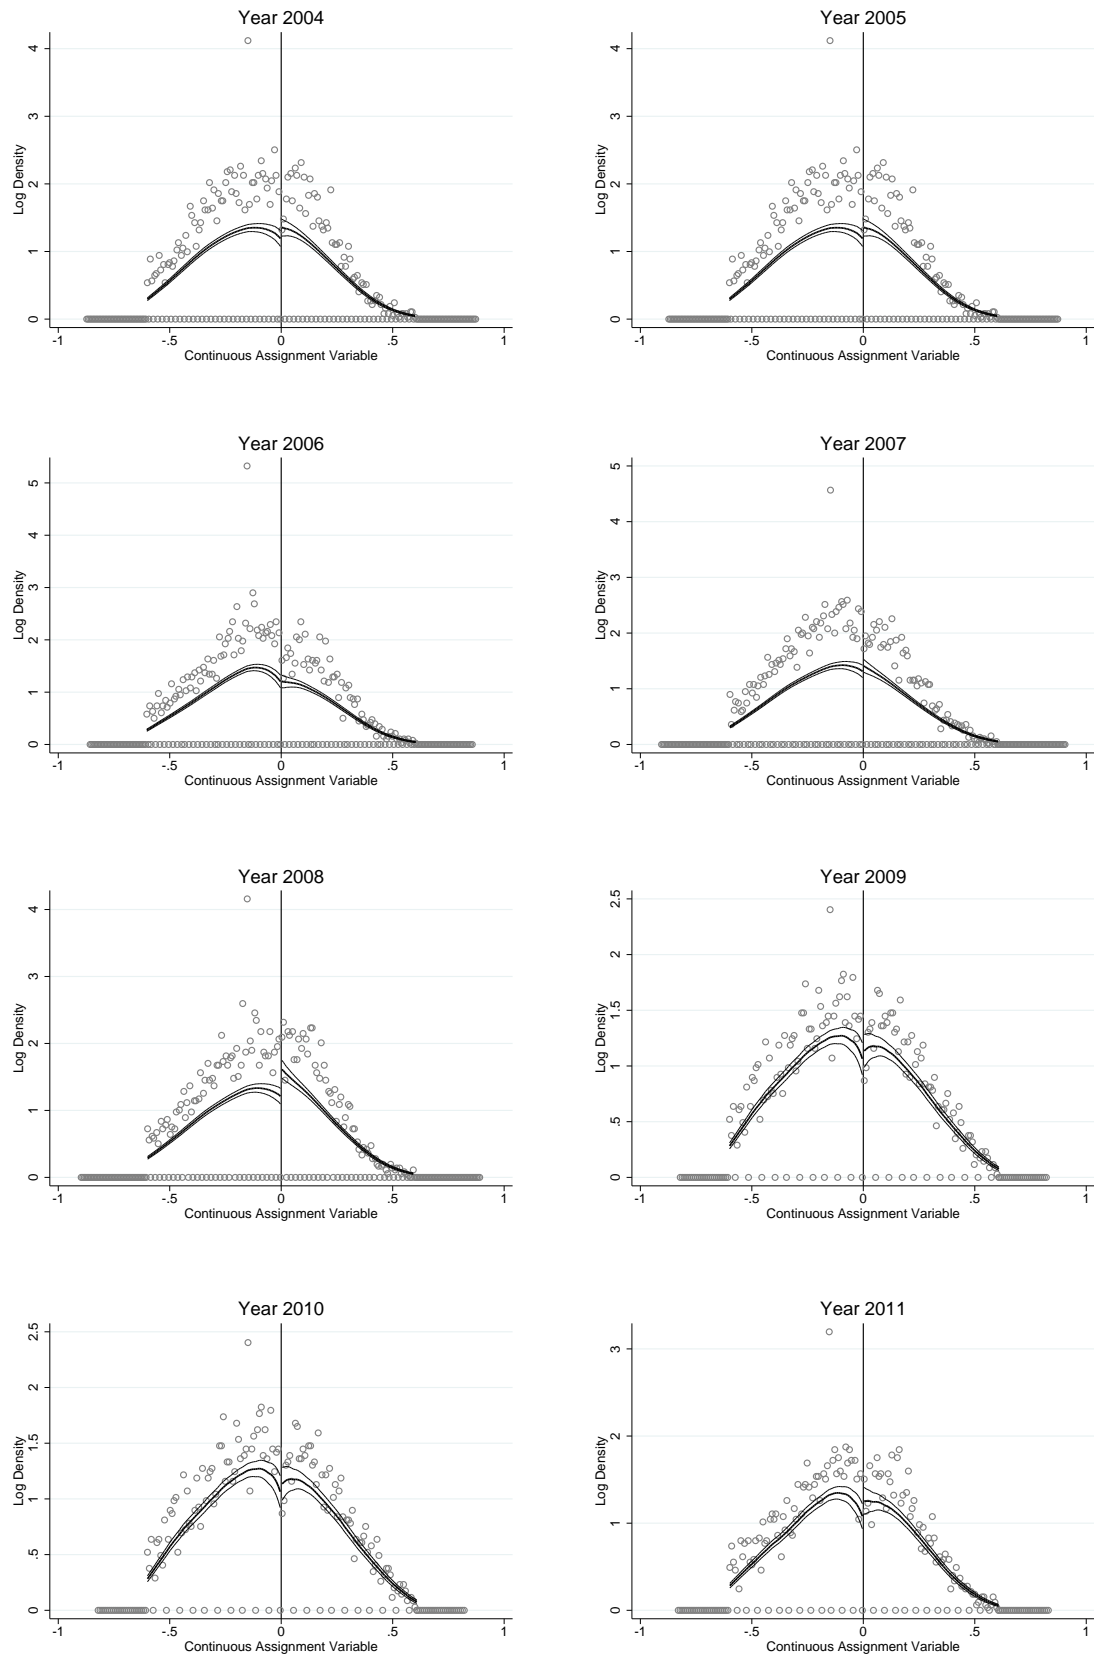 Year 2004
4
3
2
1
0
Log Density
-1 -.5 0 .5 1
Continuous Assignment Variable
Year 2005
4
3
2
1
0
Log Density
-1 -.5 0 .5 1
Continuous Assignment Variable
Year 2006
5
4
3
2
1
0
Log Density
-1 -.5 0 .5 1
Continuous Assignment Variable
Year 2007
5
4
3
2
1
0
Log Density
-1 -.5 0 .5 1
Continuous Assignment Variable
Year 2008
4
3
2
1
0
Log Density
-1 -.5 0 .5 1
Continuous Assignment Variable
Year 2009
2.5
2
1.5
1
.5
0
Log Density
-1 -.5 0 .5 1
Continuous Assignment Variable
Year 2010
2.5
2
1.5
1
.5
0
Log Density
-1 -.5 0 .5 1
Continuous Assignment Variable
Year 2011
3
2
1
0
Log Density
-1 -.5 0 .5 1
Continuous Assignment Variable